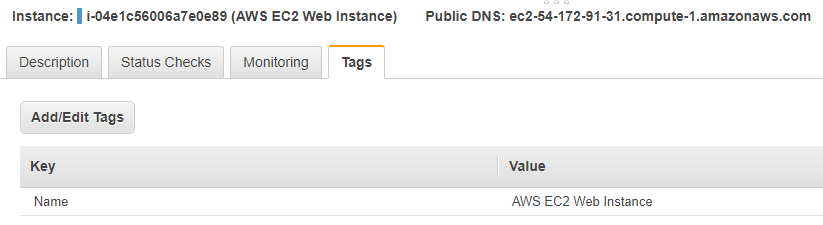 Instance: i-04e1c56006a7e0e89 (AWS EC2 Web Instance) Public DNS: ec2-54-172-91-31.compute-1.amazonaws.com
Description Status Checks Monitoring Tags
Add/Edit Tags
Key Value
Name AWS EC2 Web Instance